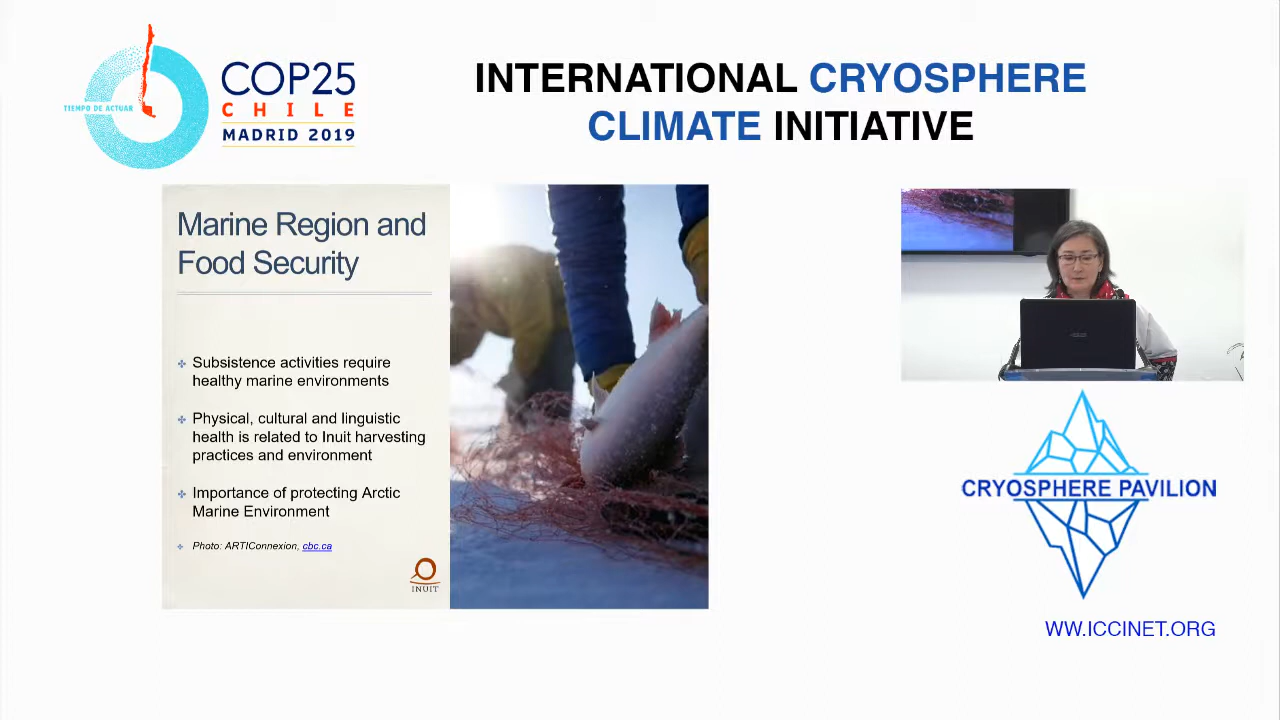 TIEMPO DE ACTUAR
COP25
CHILE
MADRID 2019
INTERNATIONAL CRYOSPHERE
CLIMATE INITIATIVE
Marine Region and
Food Security
Subsistence activities require
healthy marine environments
Physical, cultural and linguistic
health is related to Inuit harvesting
practices and environment
Importance of protecting Arctic
Marine Environment
Photo: ARTIConnexion, cbc.ca
INUIT
CRYOSPHERE PAVILION
WW.ICCINET.ORG